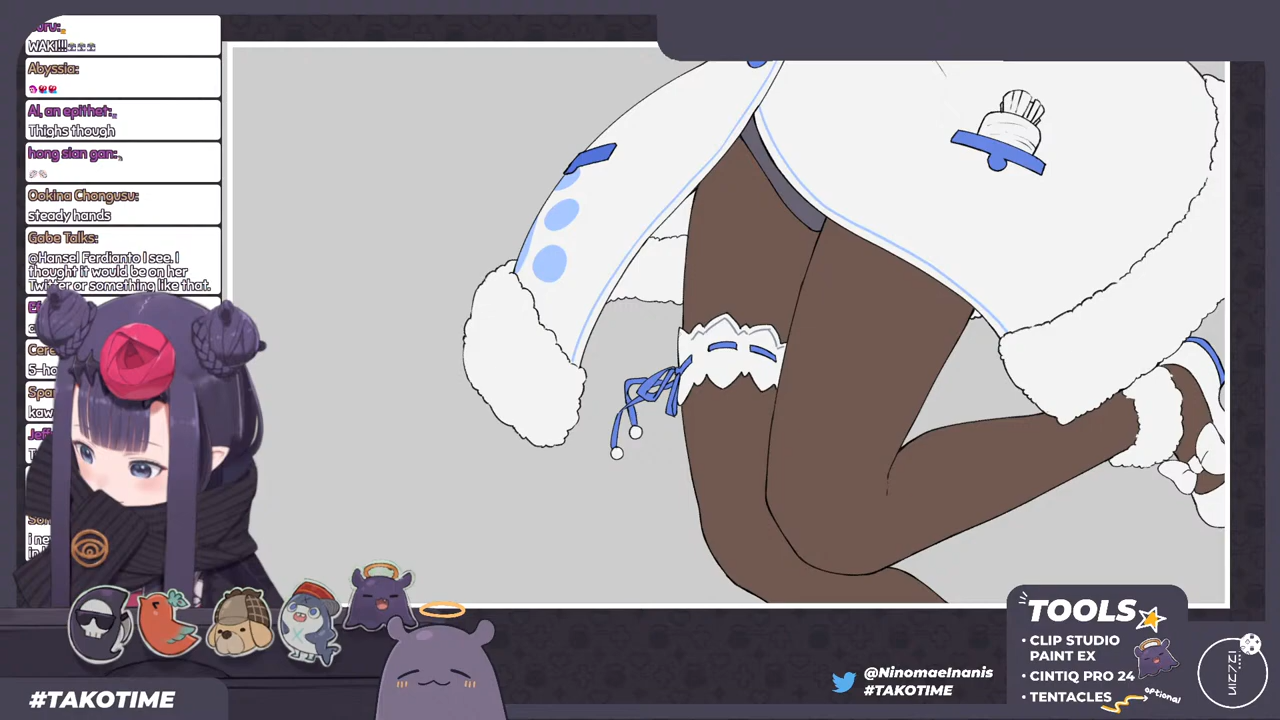 WAKI!!!
Abyssia:
AI, an epithet:
Thighs though
hong sian gan:
Ookina Chongusu:
steady hands
Gabe Talks:
@Hansel Ferdianto I see, I
thought it would be on her
Twitter or something like that.
TOOLS
• CLIP STUDIO
PAINT EX
• CINTIQ PRO 24
• TENTACLES
optional
@NinomaeInanis
#TAKOTIME
#TAKOTIME